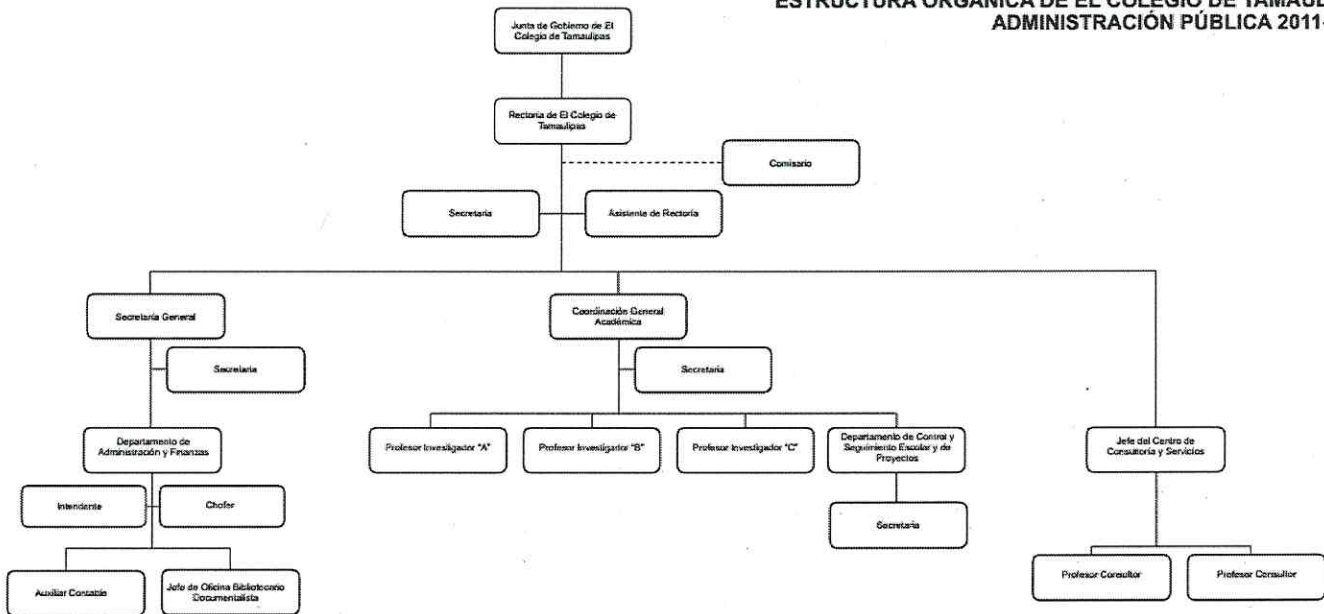 ESTRUCTURA ORGÁNICA DE EL COLEGIO DE TAMAUL
ADMINISTRACIÓN PÚBLICA 2011-
Junta de Gobierno de El
Colegio de Tamaulipas
Rectoría de El Colegio de
Tamaulipas
Comisario
Secretaria
Asistente de Rectoría
Secretaría General
Coordinación General
Académica
Secretaria
Secretaria
Departamento de
Administración y Finanzas
Profesor Investigador "A"
Profesor Investigador "B"
Profesor Investigador "C"
Departamento de Control y
Seguimiento Escolar y de
Proyectos
Jefe del Centro de
Consultoría y Servicios
Intendente
Chofer
Secretaria
Auxiliar Contable
Jefe de Oficina Bibliotecario
Documentalista
Profesor Consultor
Profesor Consultor